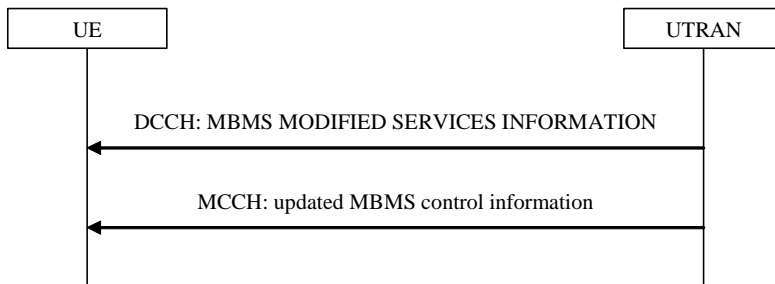 UE
UTRAN
DCCH: MBMS MODIFIED SERVICES INFORMATION
MCCH: updated MBMS control information